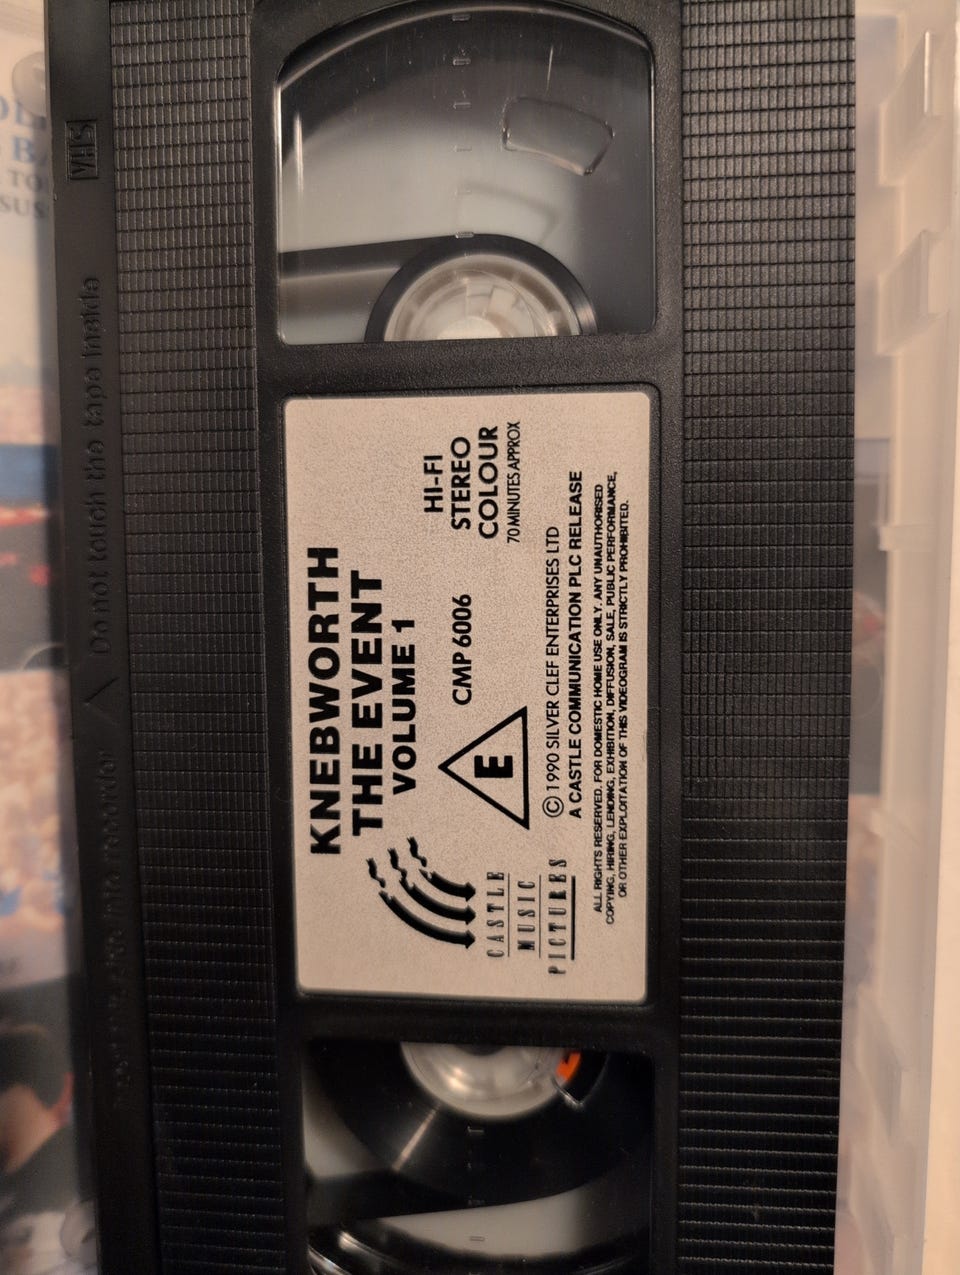 KNEBWORTH
THE EVENT
VOLUME 1
CASTLE
MUSIC
PICTURES
E
CMP 6006
HI-FI
STEREO
COLOUR
70 MINUTES APPROX
© 1990 SILVER CLEF ENTERPRISES LTD
A CASTLE COMMUNICATION PLC RELEASE
ALL RIGHTS RESERVED. FOR DOMESTIC HOME USE ONLY. ANY UNAUTHORISED
COPYING, HIRING, LENDING, EXHIBITION, DIFFUSION, SALE, PUBLIC PERFORMANCE,
OR OTHER EXPLOITATION OF THIS VIDEOGRAM IS STRICTLY PROHIBITED.
Do not touch the tape inside
VHS